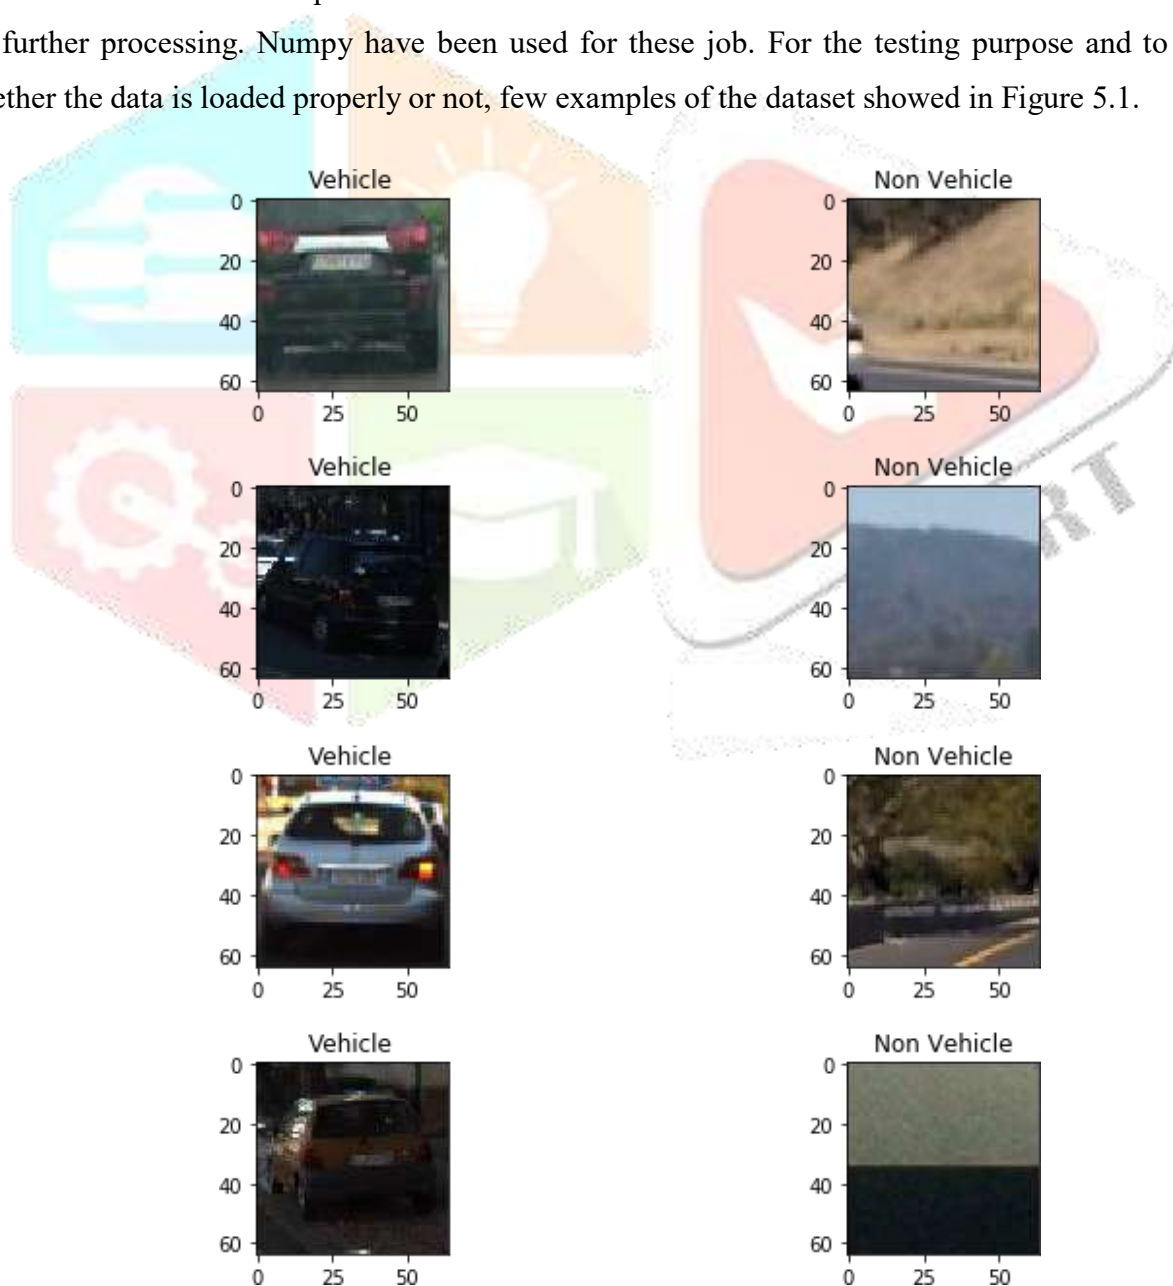 further processing. Numpy have been used for these job. For the testing purpose and to
ether the data is loaded properly or not, few examples of the dataset showed in Figure 5.1.
Vehicle Non Vehicle
0 0
20 20
40 40
60 60
0 25 50 0 25 50
Vehicle Non Vehicle
0 0
20 20
40 40
60 60
0 25 50 0 25 50
RT
Vehicle Non Vehicle
0 0
20 20
40 40
60 60
0 25 50 0 25 50
Vehicle Non Vehicle
0 0
20 20
40 40
60 60
0 25 50 0 25 50